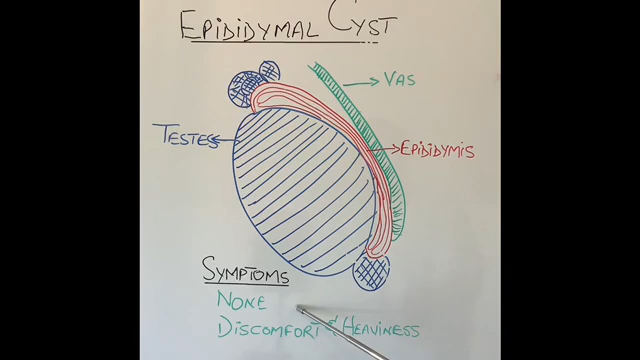 EPIDIDYMAL CYST
VAS
TESTES
EPIDIDYMIS
SYMPTOMS
NONE
DISCOMFORT & HEAVINESS